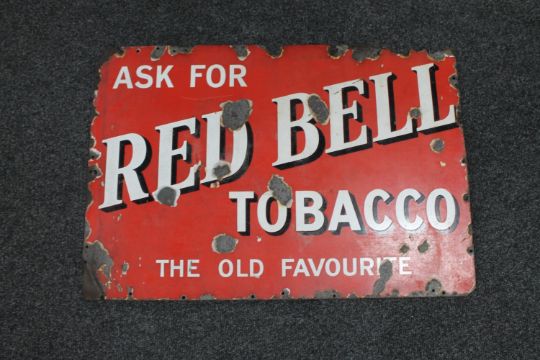 ASK FOR
RED BELL
TOBACCO
THE OLD FAVOURITE